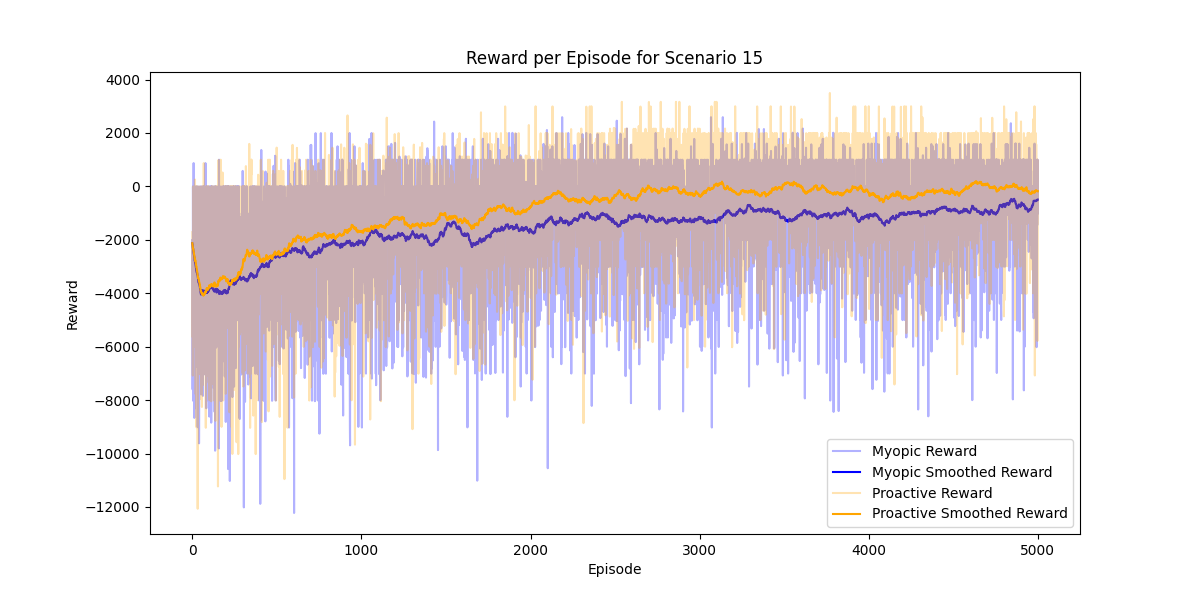 Reward per Episode for Scenario 15
4000
2000
0
−2000
−4000
−6000
−8000
−10000
−12000
Reward
0 1000 2000 3000 4000 5000
Episode
Myopic Reward
Myopic Smoothed Reward
Proactive Reward
Proactive Smoothed Reward